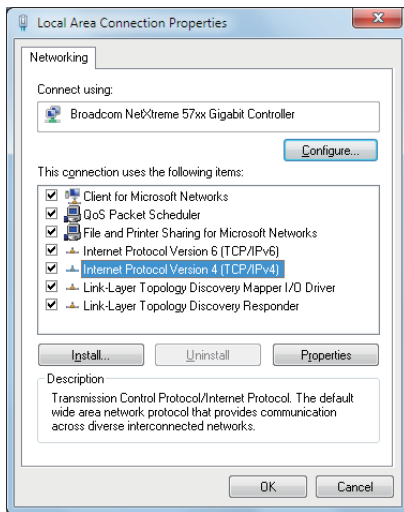 Local Area Connection Properties
Networking
Connect using:
Broadcom NetXtreme 57xx Gigabit Controller
Configure...
This connection uses the following items:
Client for Microsoft Networks
QoS Packet Scheduler
File and Printer Sharing for Microsoft Networks
Internet Protocol Version 6 (TCP/IPv6)
Internet Protocol Version 4 (TCP/IPv4)
Link-Layer Topology Discovery Mapper I/O Driver
Link-Layer Topology Discovery Responder
Install... Uninstall Properties
Description
Transmission Control Protocol/Internet Protocol. The default
wide area network protocol that provides communication
across diverse interconnected networks.
OK Cancel